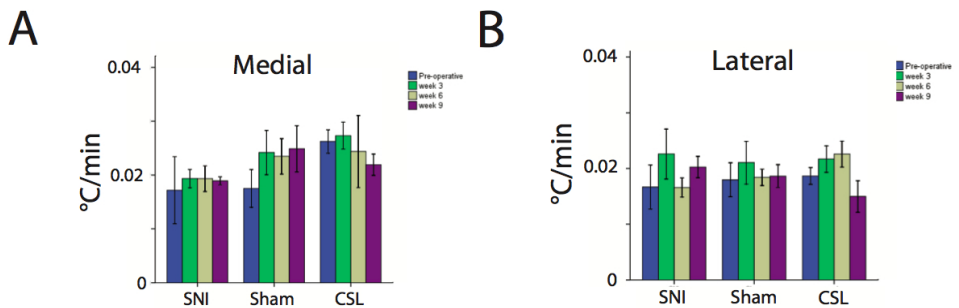 A
Medial
0.04
0.02
0
°C/min
SNI
Sham
CSL
Pre-operative
week 3
week 6
week 9
B
Lateral
0.04
0.02
0
°C/min
SNI
Sham
CSL
Pre-operative
week 3
week 6
week 9